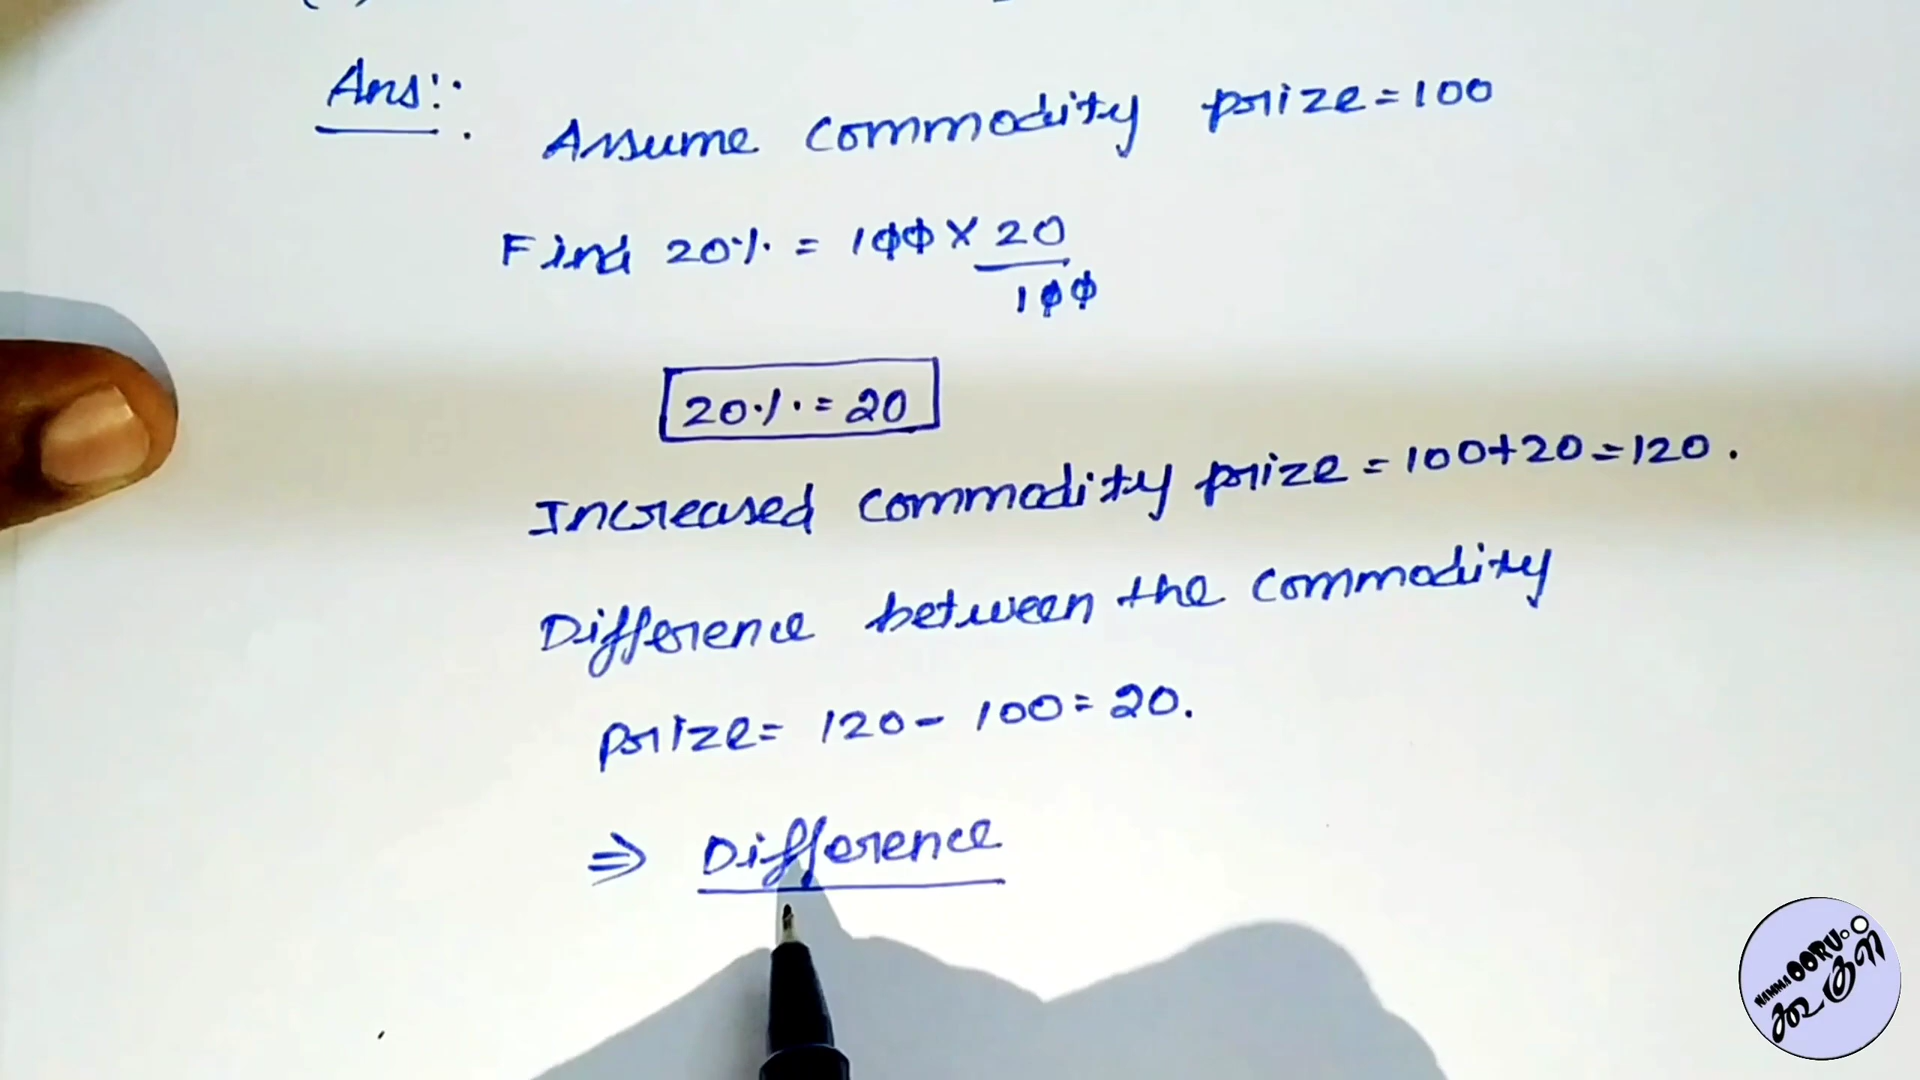 Ans:.
Assume commodity prize=100
Find 20% = 100 X 20
100
20% = 20
Increased commodity prize = 100+20=120.
Difference between the commodity
prize= 120- 100=20.
⇒ Difference
NAMMA OORU